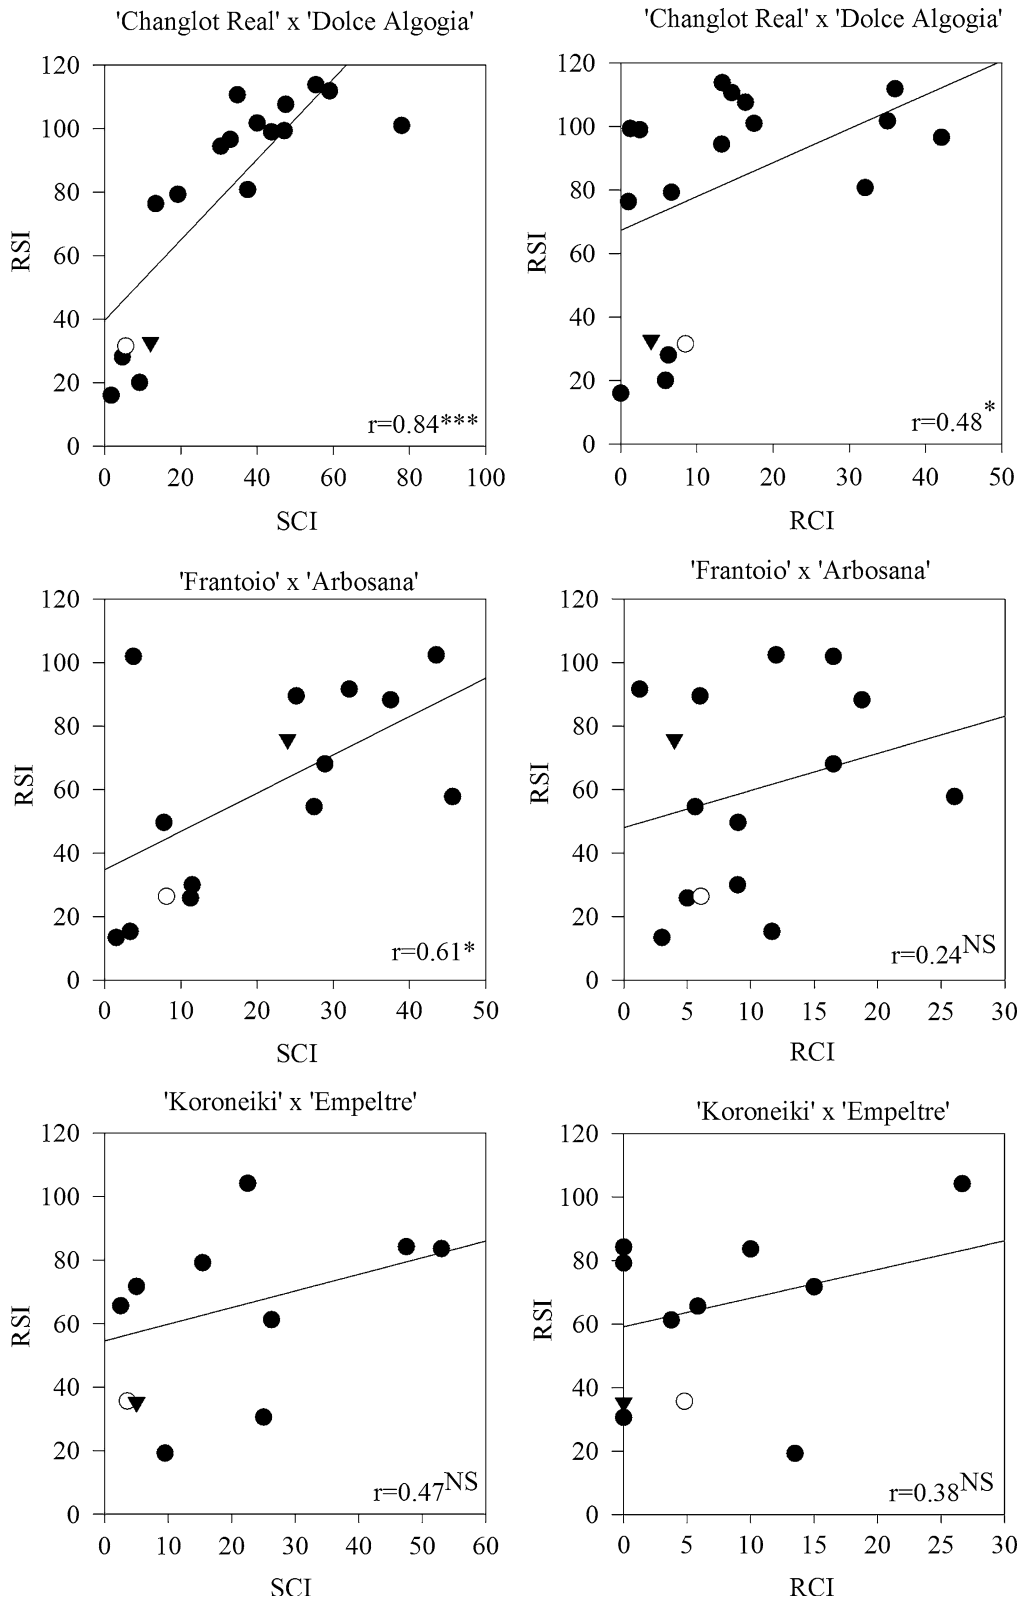 'Changlot Real' x 'Dolce Algogia'
120
100
80
60
40
20
0
RSI
r=0.84***
0 20 40 60 80 100
SCI
'Changlot Real' x 'Dolce Algogia'
120
100
80
60
40
20
0
RSI
r=0.48*
0 10 20 30 40 50
RCI
'Frantoio' x 'Arbosana'
120
100
80
60
40
20
0
RSI
r=0.61*
0 10 20 30 40 50
SCI
'Frantoio' x 'Arbosana'
120
100
80
60
40
20
0
RSI
r=0.24NS
0 5 10 15 20 25 30
RCI
'Koroneiki' x 'Empeltre'
120
100
80
60
40
20
0
RSI
r=0.47NS
0 10 20 30 40 50 60
SCI
'Koroneiki' x 'Empeltre'
120
100
80
60
40
20
0
RSI
r=0.38NS
0 5 10 15 20 25 30
RCI